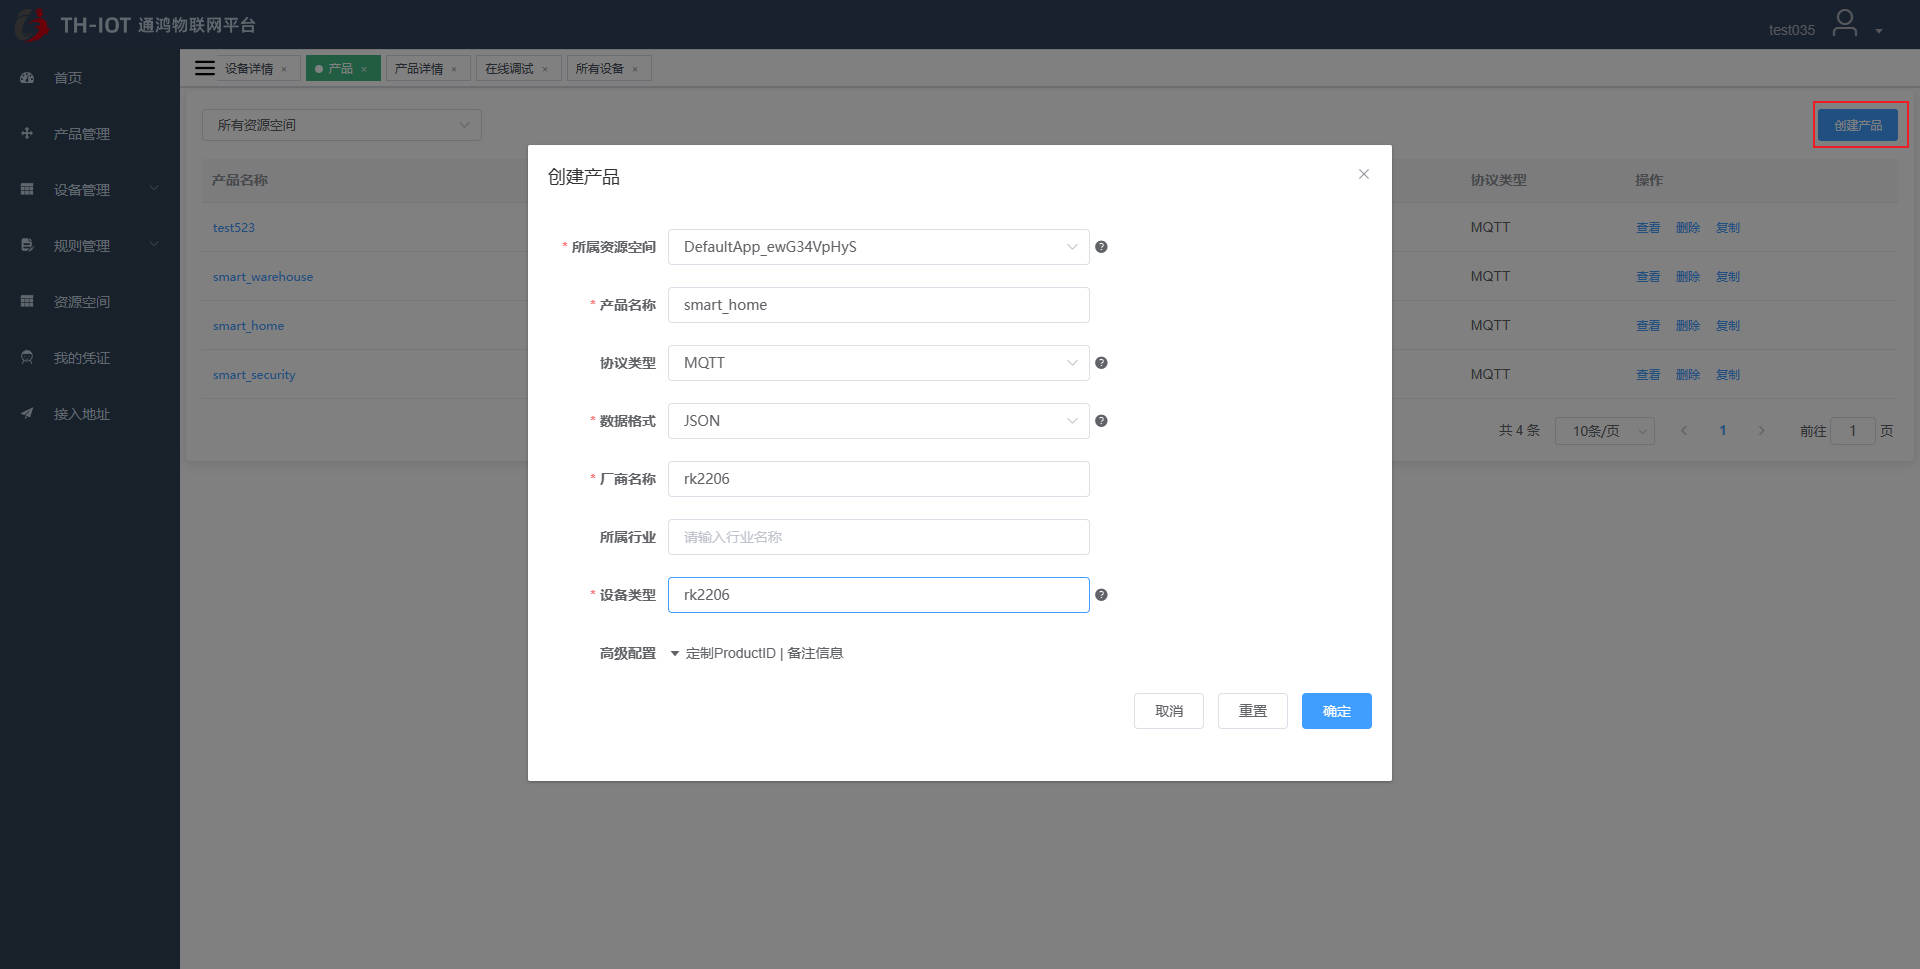 TH-IOT 通鸿物联网平台
test035
首页
产品管理
设备管理
规则管理
资源空间
我的凭证
接入地址
设备详情 ×
产品 ×
产品详情 ×
在线调试 ×
所有设备 ×
所有资源空间
创建产品
产品名称
协议类型
操作
test523
MQTT
查看 删除 复制
smart_warehouse
MQTT
查看 删除 复制
smart_home
MQTT
查看 删除 复制
smart_security
MQTT
查看 删除 复制
共 4 条
10条/页
1
前往 1 页
创建产品
* 所属资源空间 DefaultApp_ewG34VpHyS
* 产品名称 smart_home
协议类型 MQTT
* 数据格式 JSON
* 厂商名称 rk2206
所属行业 请输入行业名称
* 设备类型 rk2206
高级配置 定制ProductID | 备注信息
取消 重置 确定